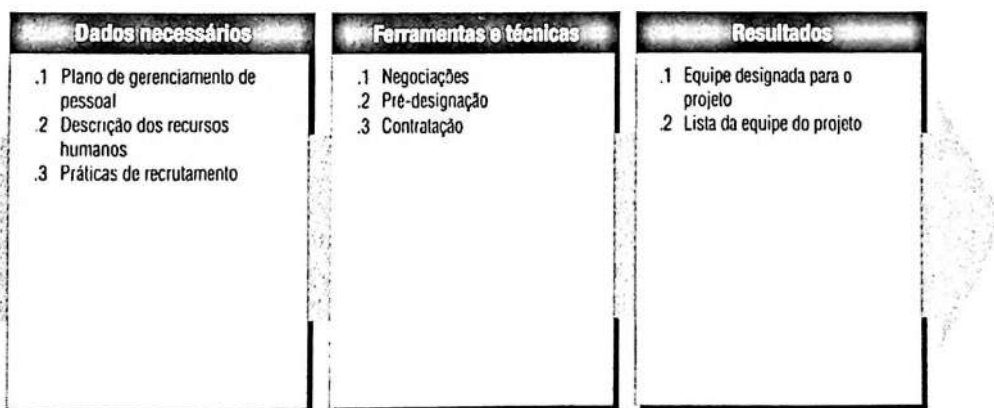 Dados necessários
.1 Plano de gerenciamento de
pessoal
.2 Descrição dos recursos
humanos
.3 Práticas de recrutamento
Ferramentas e técnicas
.1 Negociações
.2 Pré-designação
.3 Contratação
Resultados
.1 Equipe designada para o
projeto
.2 Lista da equipe do projeto